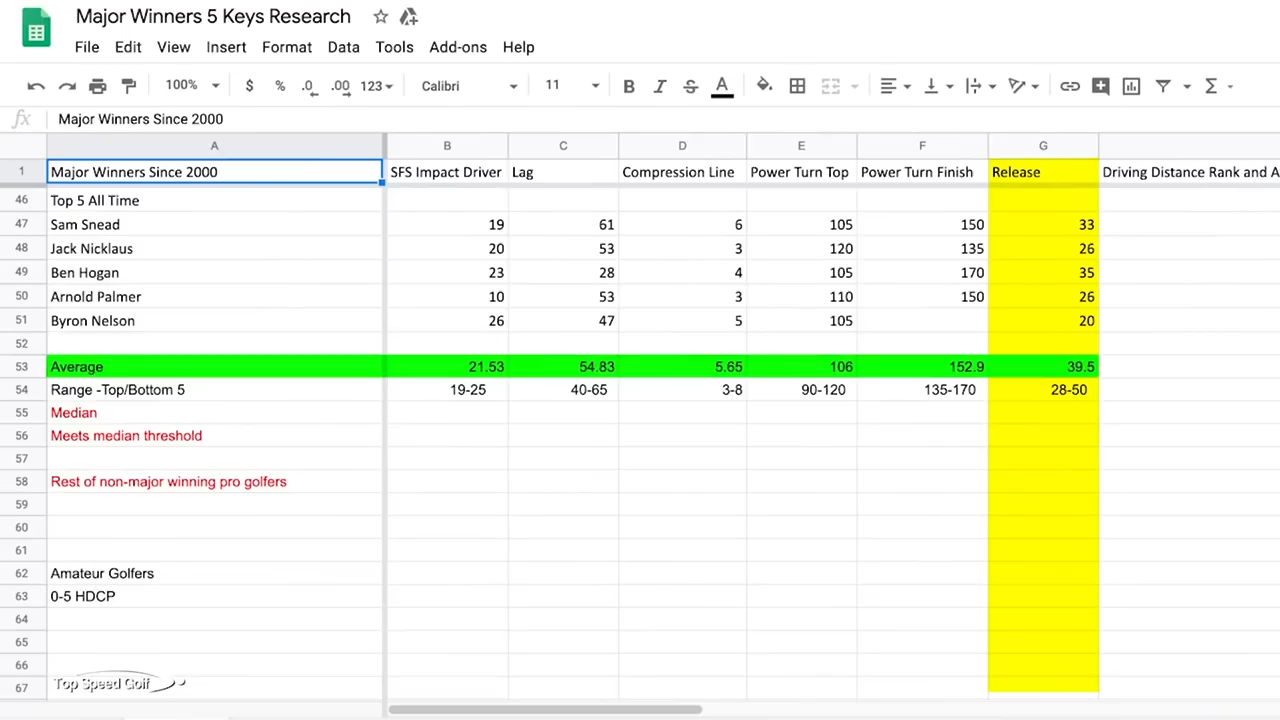 Major Winners 5 Keys Research
File Edit View Insert Format Data Tools Add-ons Help
100% $ % .0 .00 123 Calibri 11 B I S A Σ
fx Major Winners Since 2000
A B C D E F G
1 Major Winners Since 2000 SFS Impact Driver Lag Compression Line Power Turn Top Power Turn Finish Release Driving Distance Rank and A
46 Top 5 All Time
47 Sam Snead 19 61 6 105 150 33
48 Jack Nicklaus 20 53 3 120 135 26
49 Ben Hogan 23 28 4 105 170 35
50 Arnold Palmer 10 53 3 110 150 26
51 Byron Nelson 26 47 5 105 20
52
53 Average 21.53 54.83 5.65 106 152.9 39.5
54 Range -Top/Bottom 5 19-25 40-65 3-8 90-120 135-170 28-50
55 Median
56 Meets median threshold
57
58 Rest of non-major winning pro golfers
59
60
61
62 Amateur Golfers
63 0-5 HDCP
64
65
66
67
Top Speed Golf